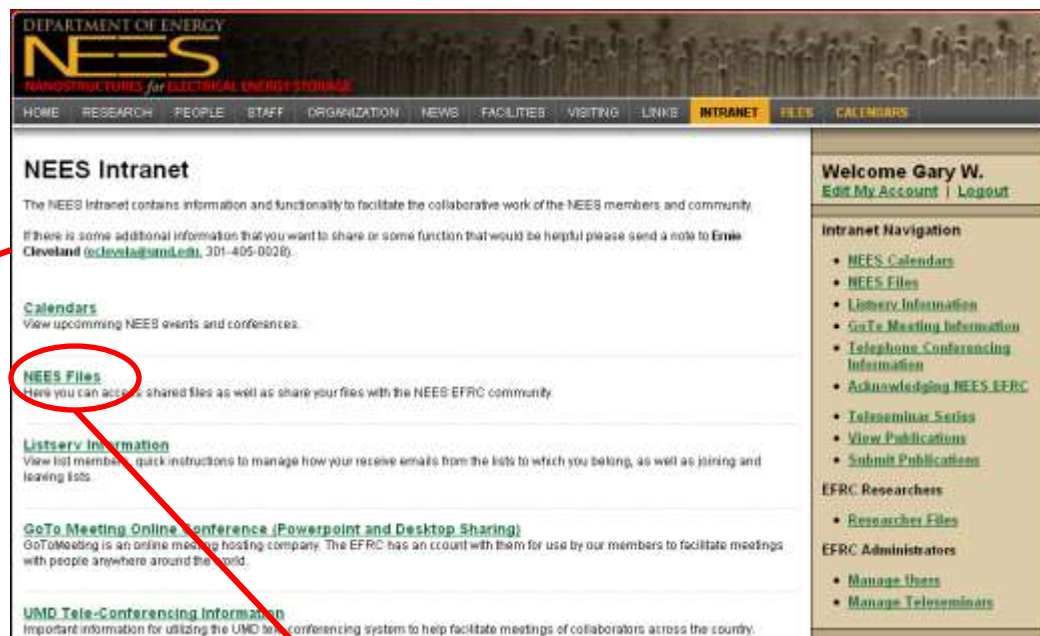 DEPARTMENT OF ENERGY
NEES
NANOSTRUCTURES for ELECTRICAL ENERGY STORAGE
HOME RESEARCH PEOPLE STAFF ORGANIZATION NEWS FACILITIES VISITING LINKS INTRANET FILES CALENDARS
NEES Intranet
The NEES Intranet contains information and functionality to facilitate the collaborative work of the NEES members and community.
If there is some additional information that you want to share or some function that would be helpful please send a note to Ernie
Cleveland (eclevela@umd.edu, 301-405-0028).
Calendars
View upcomming NEES events and conferences.
NEES Files
Here you can access shared files as well as share your files with the NEES EFRC community.
Listserv Information
View list members, quick instructions to manage how your receive emails from the lists to which you belong, as well as joining and
leaving lists.
GoTo Meeting Online Conference (Powerpoint and Desktop Sharing)
GoToMeeting is an online meeting hosting company. The EFRC has an ccount with them for use by our members to facilitate meetings
with people anywhere around the world.
UMD Tele-Conferencing Information
Important information for utilizing the UMD tele-conferencing system to help facilitate meetings of collaborators across the country.
Welcome Gary W.
Edit My Account | Logout
Intranet Navigation
• NEES Calendars
• NEES Files
• Listserv Information
• GoTo Meeting Information
• Telephone Conferencing
Information
• Acknowledging NEES EFRC
• Teleseminar Series
• View Publications
• Submit Publications
EFRC Researchers
• Researcher Files
EFRC Administrators
• Manage Users
• Manage Teleseminars